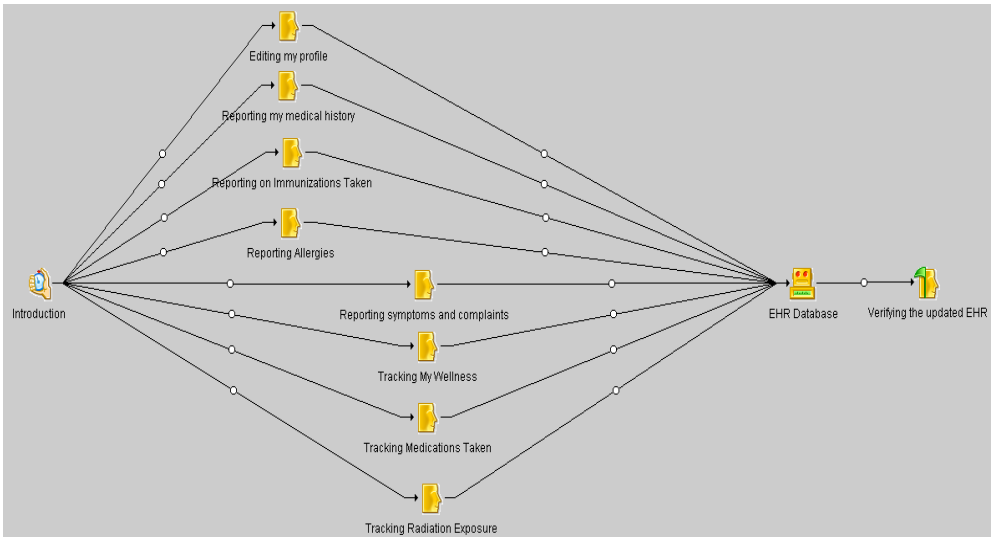 Editing my profile
Reporting my medical history
Reporting on Immunizations Taken
Reporting Allergies
Introduction
Reporting symptoms and complaints
EHR Database
Verifying the updated EHR
Tracking My Wellness
Tracking Medications Taken
Tracking Radiation Exposure